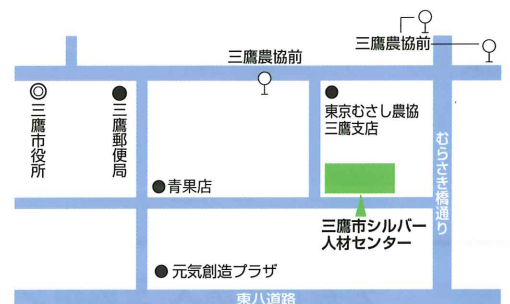 三鷹農協前
三鷹農協前
三鷹市役所
三鷹郵便局
東京むさし農協
三鷹支店
むらさき橋通り
青果店
三鷹市シルバー
人材センター
元気創造プラザ
東八道路